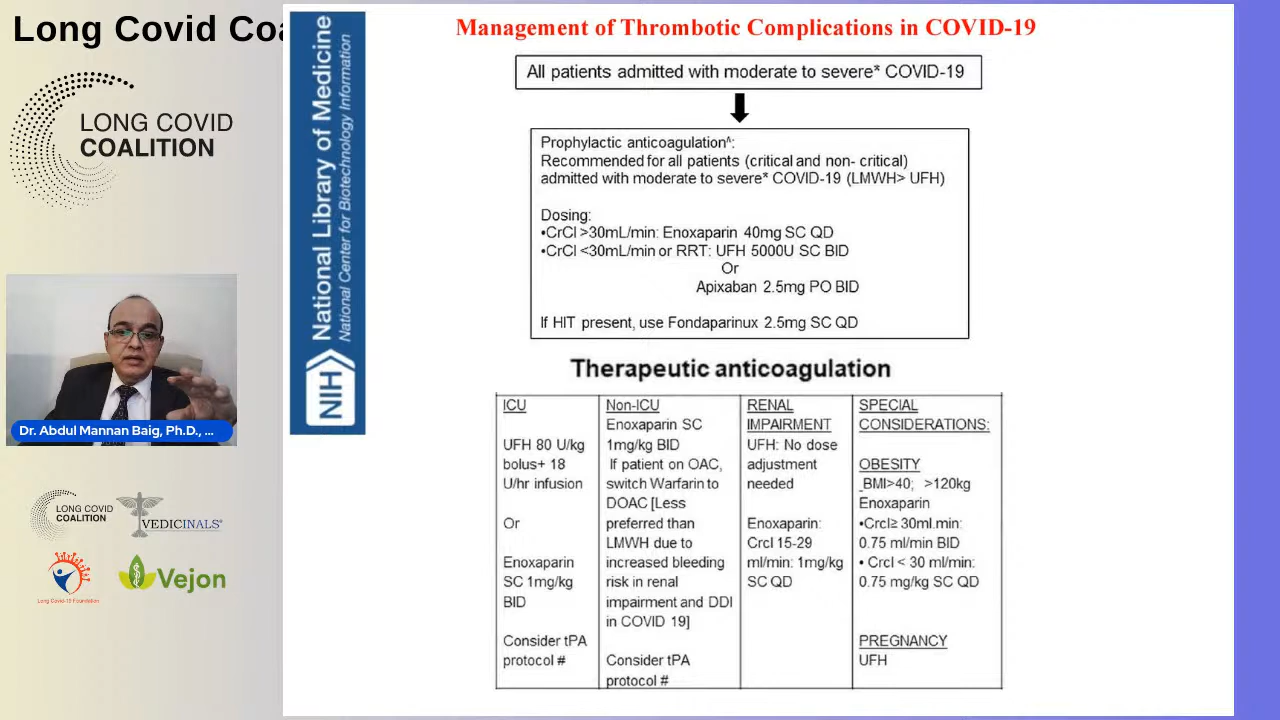 Long Covid Coa
LONG COVID
COALITION
Dr. Abdul Mannan Baig, Ph.D., ...
LONG COVID
COALITION
VEDICINALS®
Long Covid-19 Foundation
Vejon
NIH
National Library of Medicine
National Center for Biotechnology Information
Management of Thrombotic Complications in COVID-19
All patients admitted with moderate to severe* COVID-19
Prophylactic anticoagulation^:
Recommended for all patients (critical and non- critical)
admitted with moderate to severe* COVID-19 (LMWH> UFH)
Dosing:
•CrCl >30mL/min: Enoxaparin 40mg SC QD
•CrCl <30mL/min or RRT: UFH 5000U SC BID
Or
Apixaban 2.5mg PO BID
If HIT present, use Fondaparinux 2.5mg SC QD
Therapeutic anticoagulation
ICU
UFH 80 U/kg
bolus+ 18
U/hr infusion
Or
Enoxaparin
SC 1mg/kg
BID
Consider tPA
protocol #
Non-ICU
Enoxaparin SC
1mg/kg BID
If patient on OAC,
switch Warfarin to
DOAC [Less
preferred than
LMWH due to
increased bleeding
risk in renal
impairment and DDI
in COVID 19]
Consider tPA
protocol #
RENAL
IMPAIRMENT
UFH: No dose
adjustment
needed
Enoxaparin:
Crcl 15-29
ml/min: 1mg/kg
SC QD
SPECIAL
CONSIDERATIONS:
OBESITY
BMI>40; >120kg
Enoxaparin
•Crcl≥ 30ml.min:
0.75 ml/min BID
• Crcl < 30 ml/min:
0.75 mg/kg SC QD
PREGNANCY
UFH